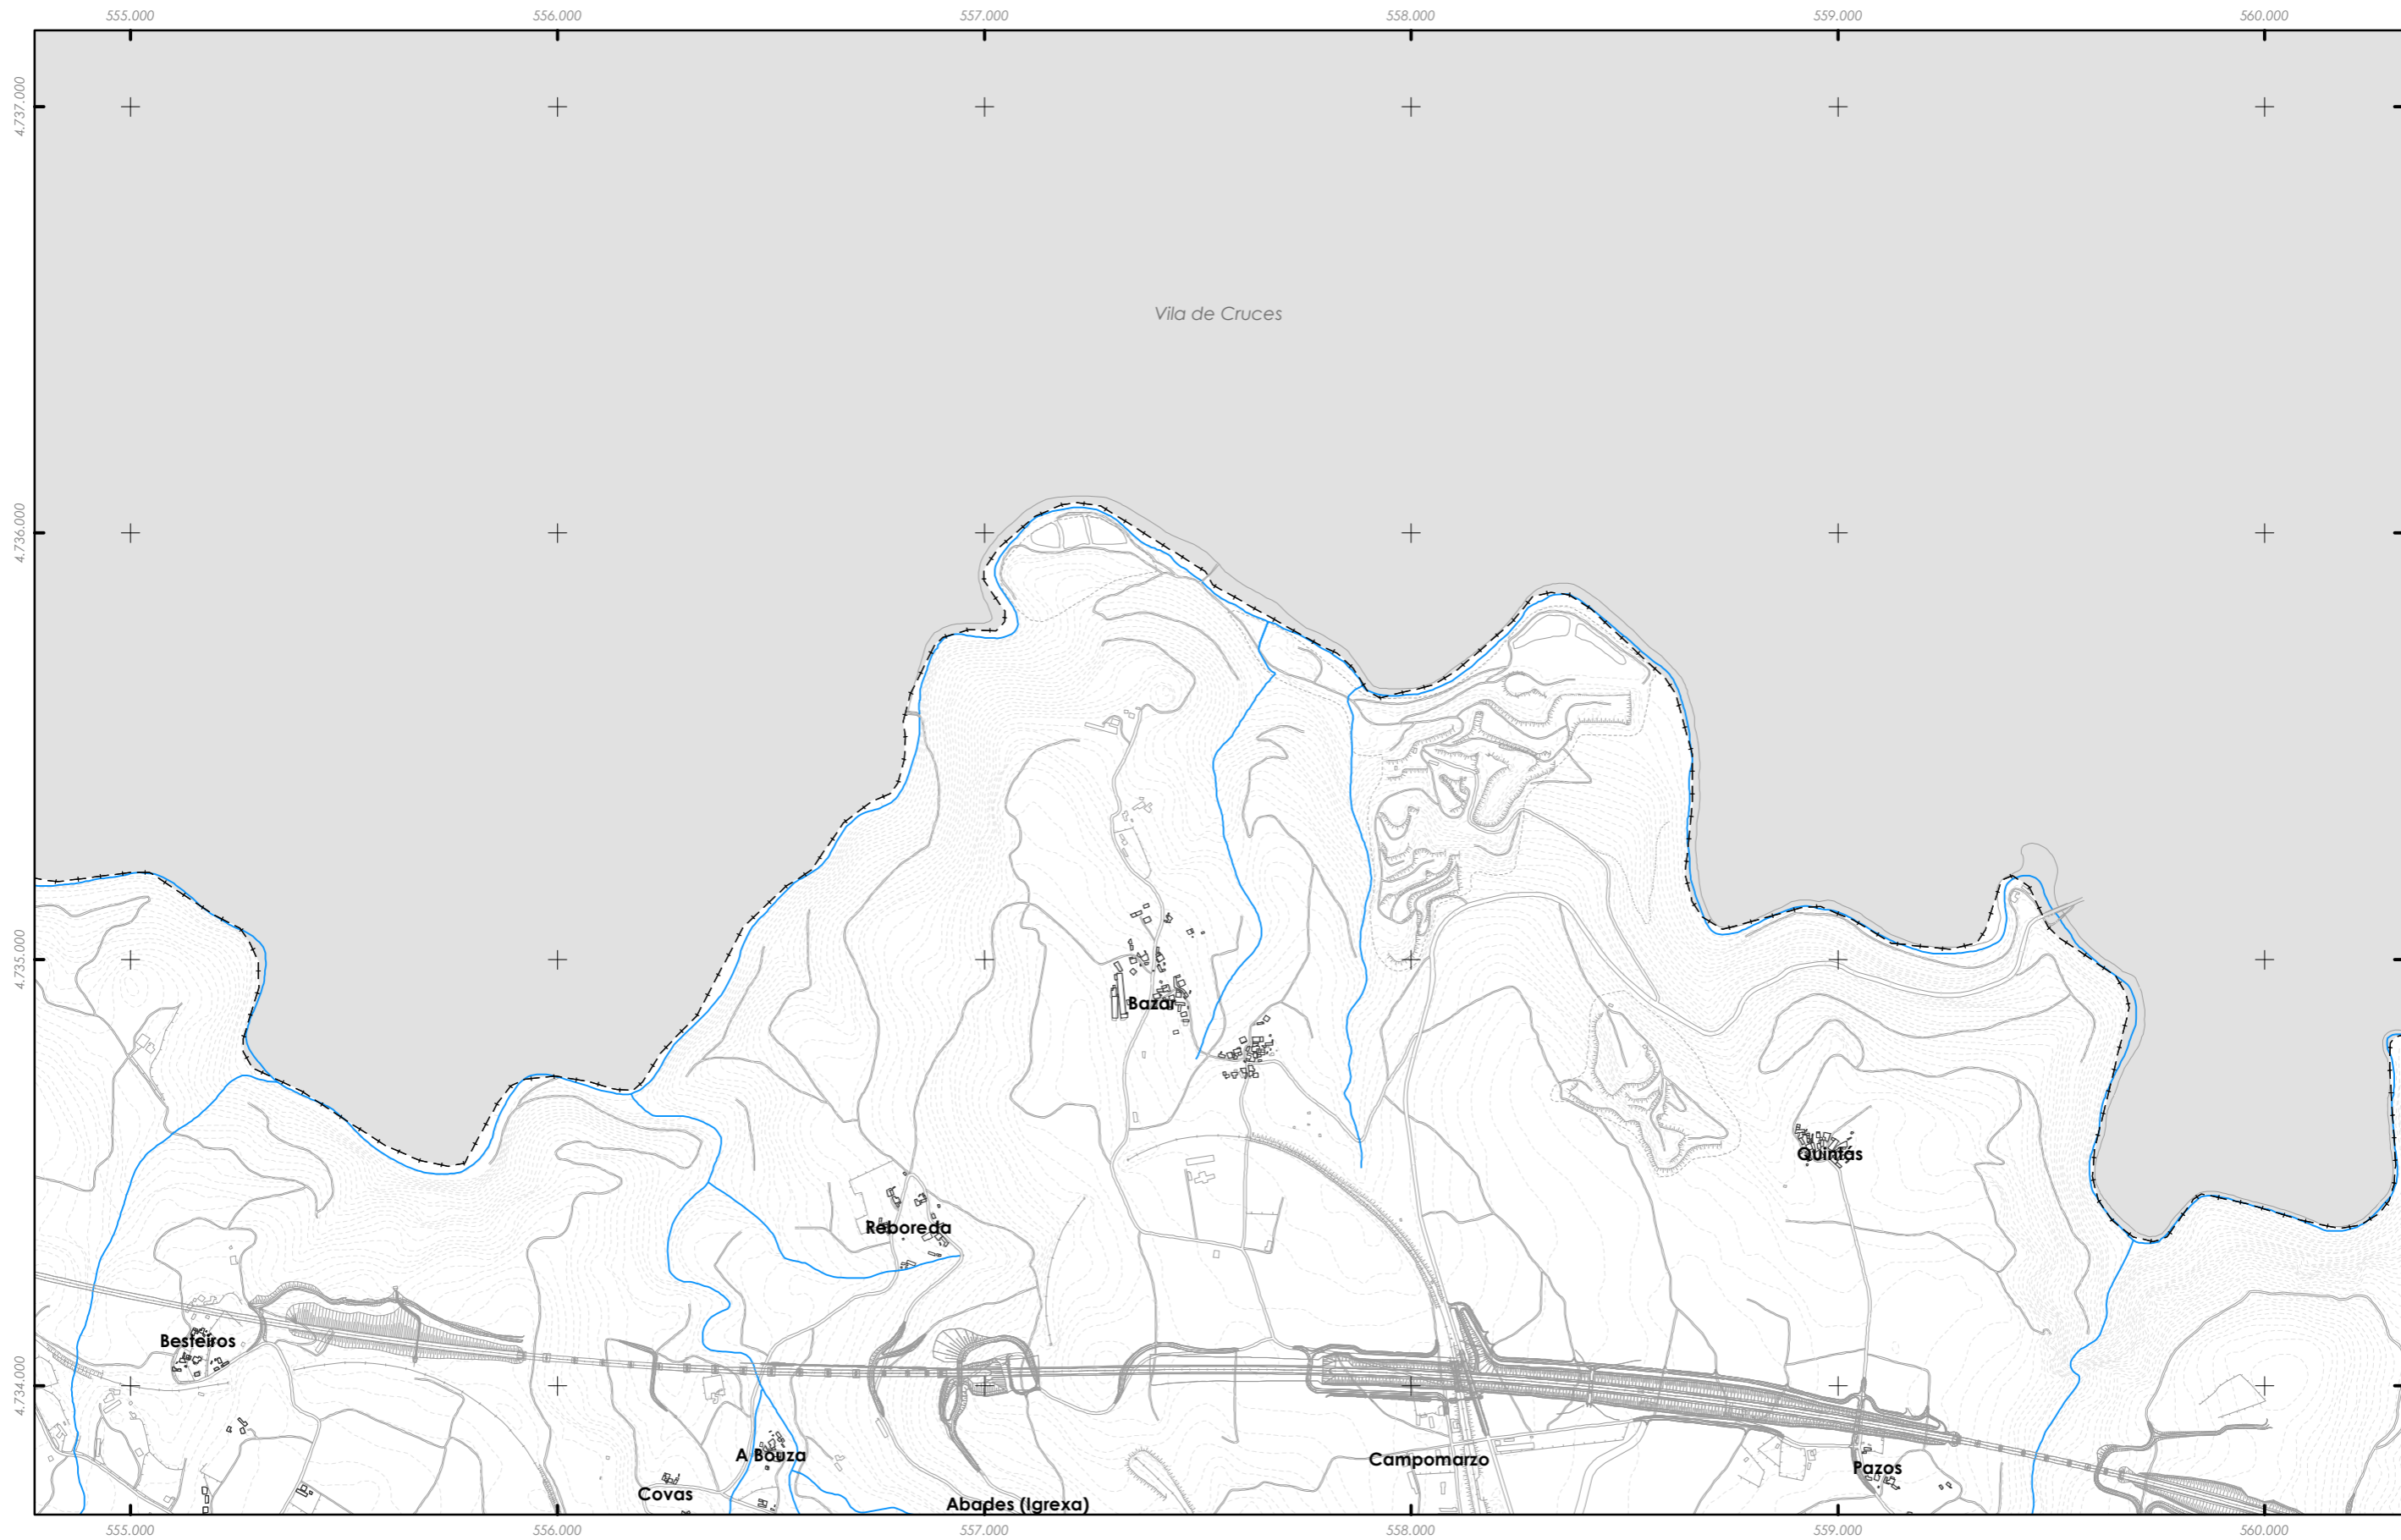 555.000 556.000 557.000 558.000 559.000 560.000
4.737.000
Vila de Cruces
4.736.000
4.735.000
Bazar
Quintás
Reboreda
Besteiros
4.734.000
A Bouza
Campomarzo
Pazos
Covas
Abades (Igrexa)
555.000 556.000 557.000 558.000 559.000 560.000